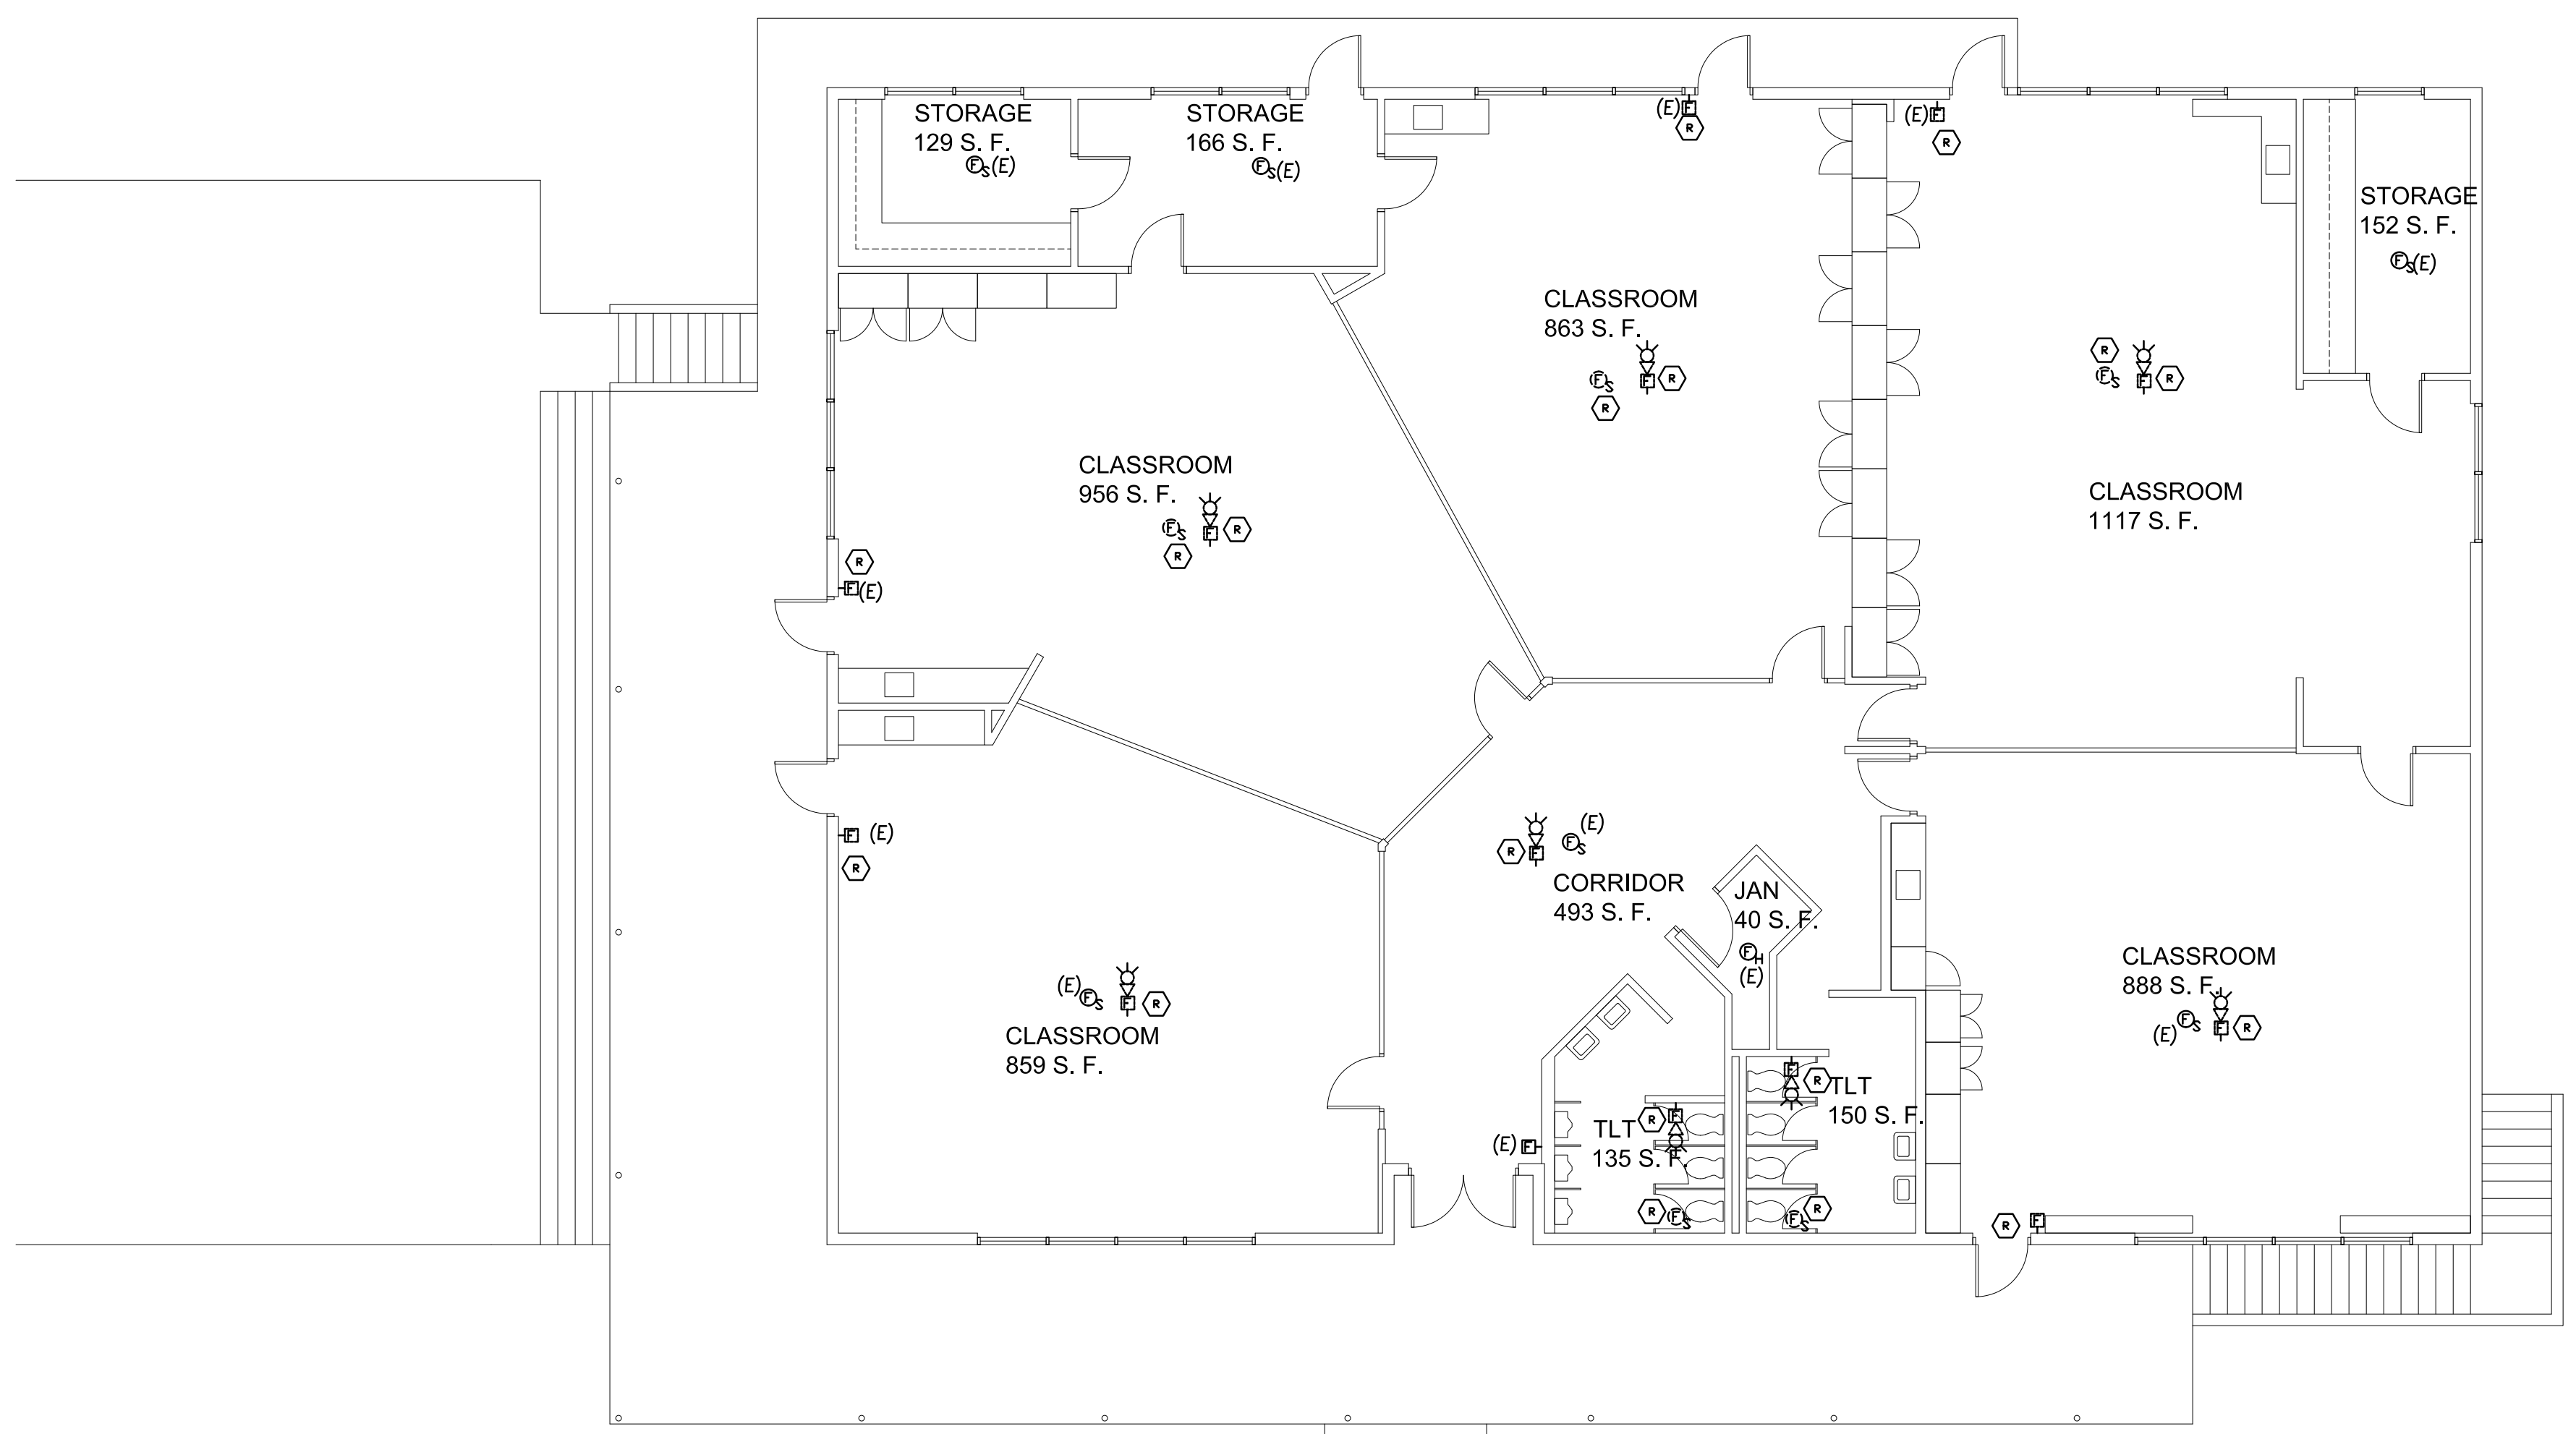 STORAGE
129 S. F.
F S (E)
STORAGE
166 S. F.
F S (E)
(E) F
R
(E) F
R
STORAGE
152 S. F.
F S (E)
CLASSROOM
863 S. F.
F S
R
F R
R
F S
F R
CLASSROOM
956 S. F.
F S
R
F R
CLASSROOM
1117 S. F.
R
F (E)
F (E)
R
R F
F S (E)
CORRIDOR
493 S. F.
JAN
40 S. F.
F H
(E)
CLASSROOM
888 S. F.
(E) F S
F R
(E) F S
F R
CLASSROOM
859 S. F.
(E) F
F R
TLT
150 S. F.
R F
TLT
135 S. F.
R F S
F S R
R F